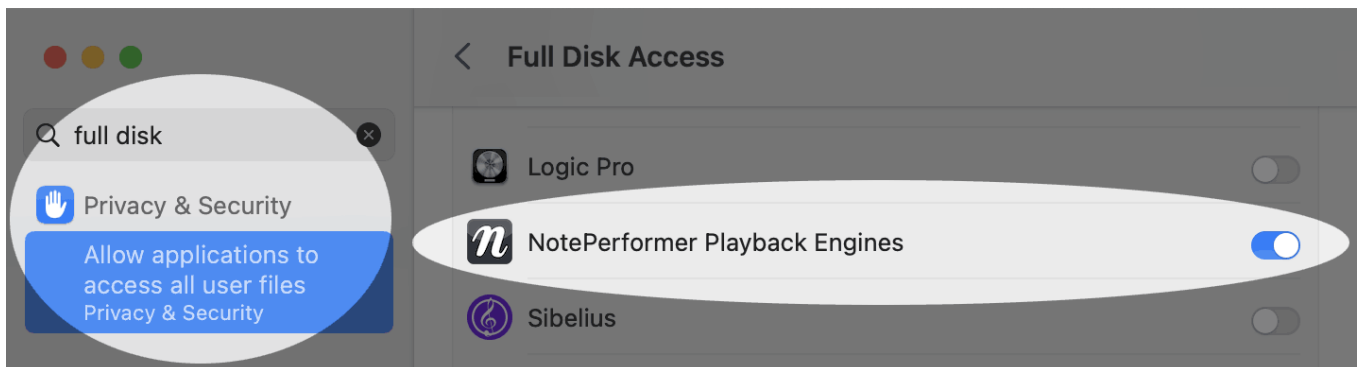 full disk
Privacy & Security
Allow applications to
access all user files
Privacy & Security
Full Disk Access
Logic Pro
NotePerformer Playback Engines
Sibelius